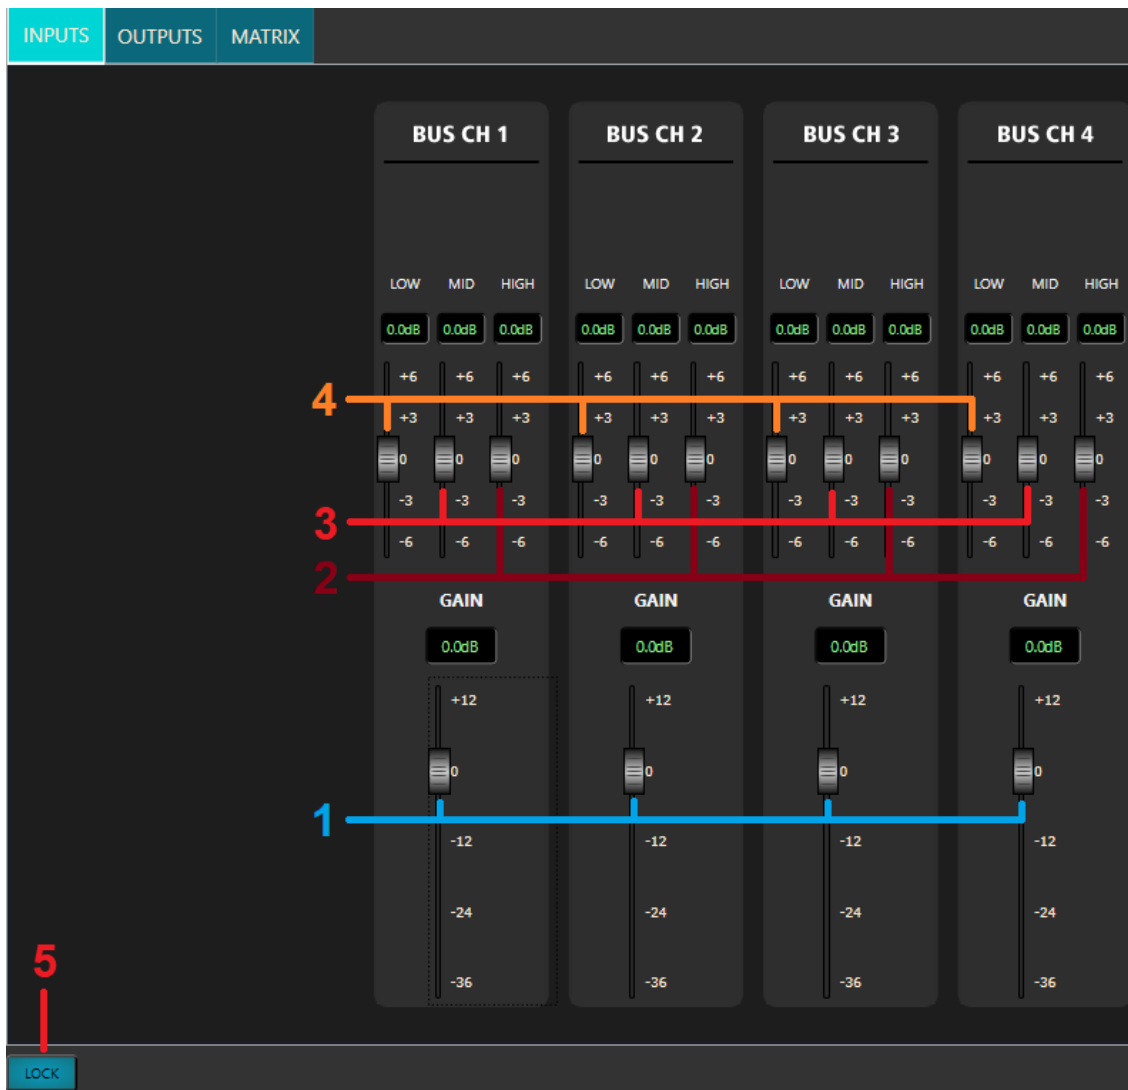 INPUTS OUTPUTS MATRIX
BUS CH 1 BUS CH 2 BUS CH 3 BUS CH 4
LOW MID HIGH LOW MID HIGH LOW MID HIGH LOW MID HIGH
0.0dB 0.0dB 0.0dB 0.0dB 0.0dB 0.0dB 0.0dB 0.0dB 0.0dB 0.0dB 0.0dB 0.0dB
+6 +6 +6 +6 +6 +6 +6 +6 +6 +6 +6 +6
4
+3 +3 +3 +3 +3 +3 +3 +3 +3 +3 +3 +3
0 0 0 0 0 0 0 0 0 0 0 0
-3 -3 -3 -3 -3 -3 -3 -3 -3 -3 -3 -3
3
-6 -6 -6 -6 -6 -6 -6 -6 -6 -6 -6 -6
2
GAIN GAIN GAIN GAIN
0.0dB 0.0dB 0.0dB 0.0dB
+12 +12 +12 +12
0 0 0 0
1
-12 -12 -12 -12
-24 -24 -24 -24
5
-36 -36 -36 -36
LOCK